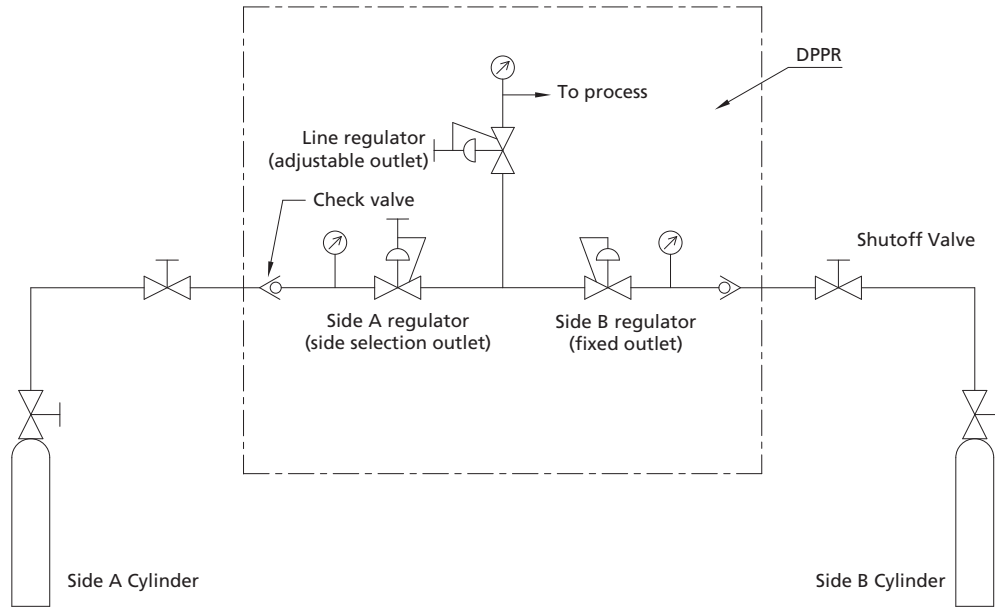 DPPR
To process
Line regulator
(adjustable outlet)
Check valve
Shutoff Valve
Side A regulator
(side selection outlet)
Side B regulator
(fixed outlet)
Side A Cylinder
Side B Cylinder